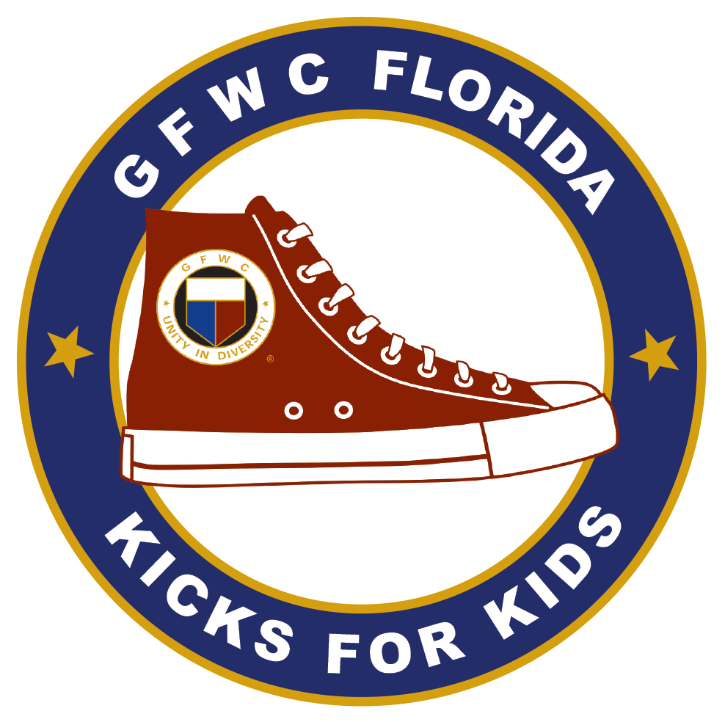 GFWC FLORIDA
GFWC
UNITY IN DIVERSITY
®
KICKS FOR KIDS